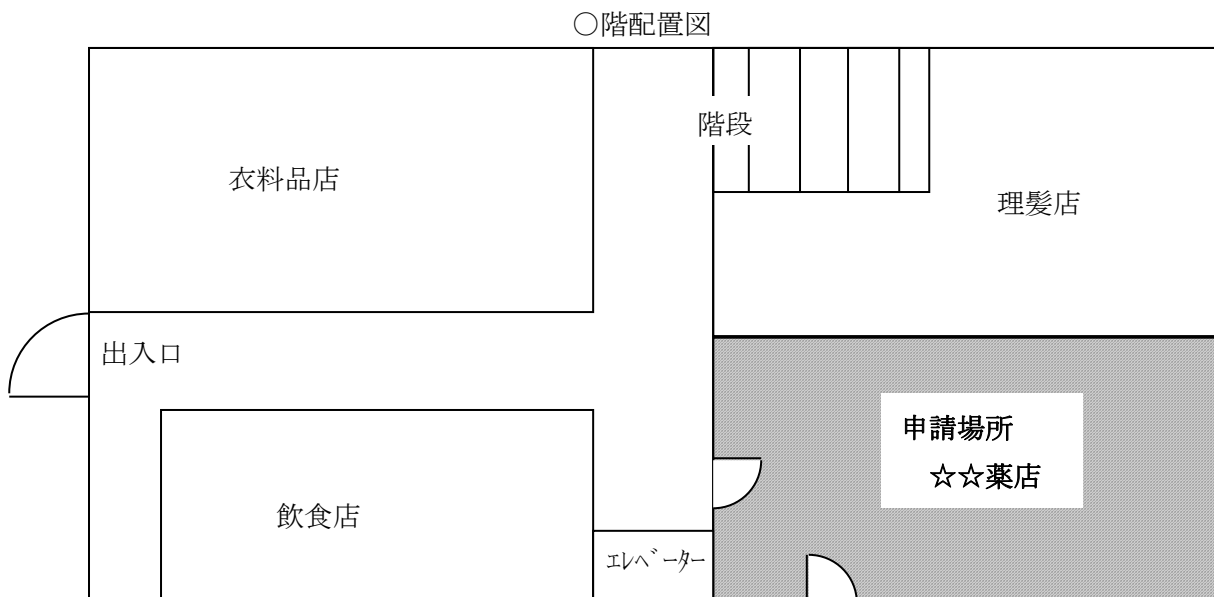 ○階配置図
階段
衣料品店
理髪店
出入口
申請場所
☆☆薬店
飲食店
ｴﾚﾍﾞｰﾀｰ